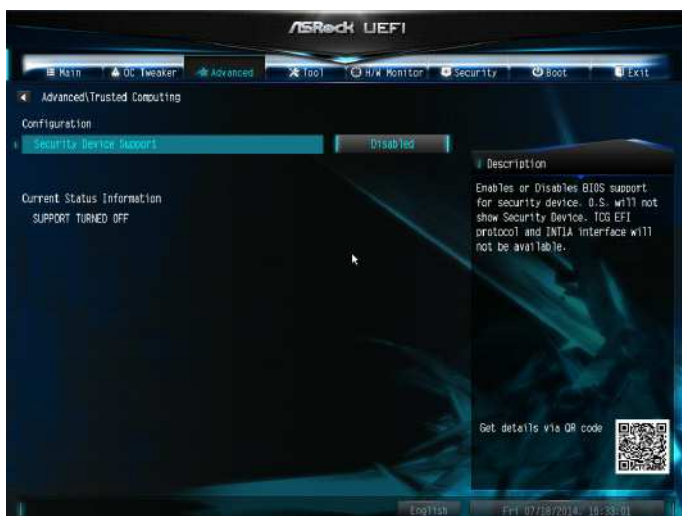 ASRock UEFI
Main OC Tweaker Advanced Tool H/W Monitor Security Boot Exit
Advanced\Trusted Computing
Configuration
Security Device Support Disabled
Current Status Information
SUPPORT TURNED OFF
Description
Enables or Disables BIOS support
for security device. O.S. will not
show Security Device. TCG EFI
protocol and INT1A interface will
not be available.
Get details via QR code
English Fri 07/18/2014, 16:33:01